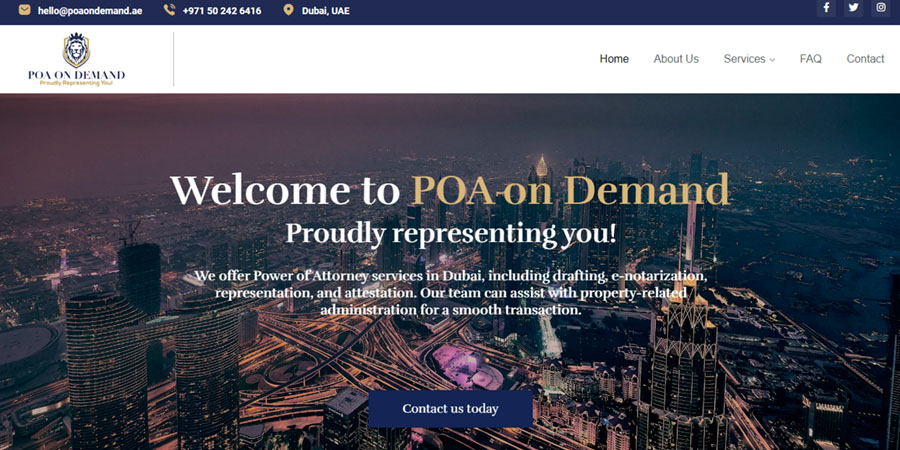 hello@poaondemand.ae +971 50 242 6416 Dubai, UAE
POA ON DEMAND
Proudly Representing You!
Home About Us Services FAQ Contact
Welcome to POA-on Demand
Proudly representing you!
We offer Power of Attorney services in Dubai, including drafting, e-notarization,
representation, and attestation. Our team can assist with property-related
administration for a smooth transaction.
Contact us today